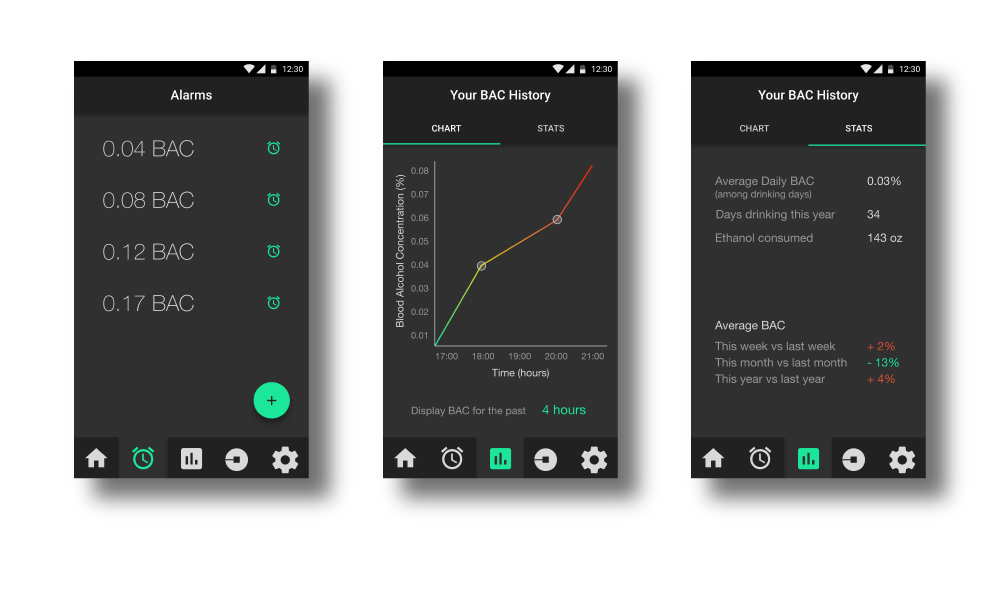 12:30
Alarms
0.04 BAC
0.08 BAC
0.12 BAC
0.17 BAC
+
12:30
Your BAC History
CHART STATS
Blood Alcohol Concentration (%)
0.08
0.07
0.06
0.05
0.04
0.03
0.02
0.01
17:00 18:00 19:00 20:00 21:00
Time (hours)
Display BAC for the past 4 hours
12:30
Your BAC History
CHART STATS
Average Daily BAC 0.03%
(among drinking days)
Days drinking this year 34
Ethanol consumed 143 oz
Average BAC
This week vs last week + 2%
This month vs last month - 13%
This year vs last year + 4%